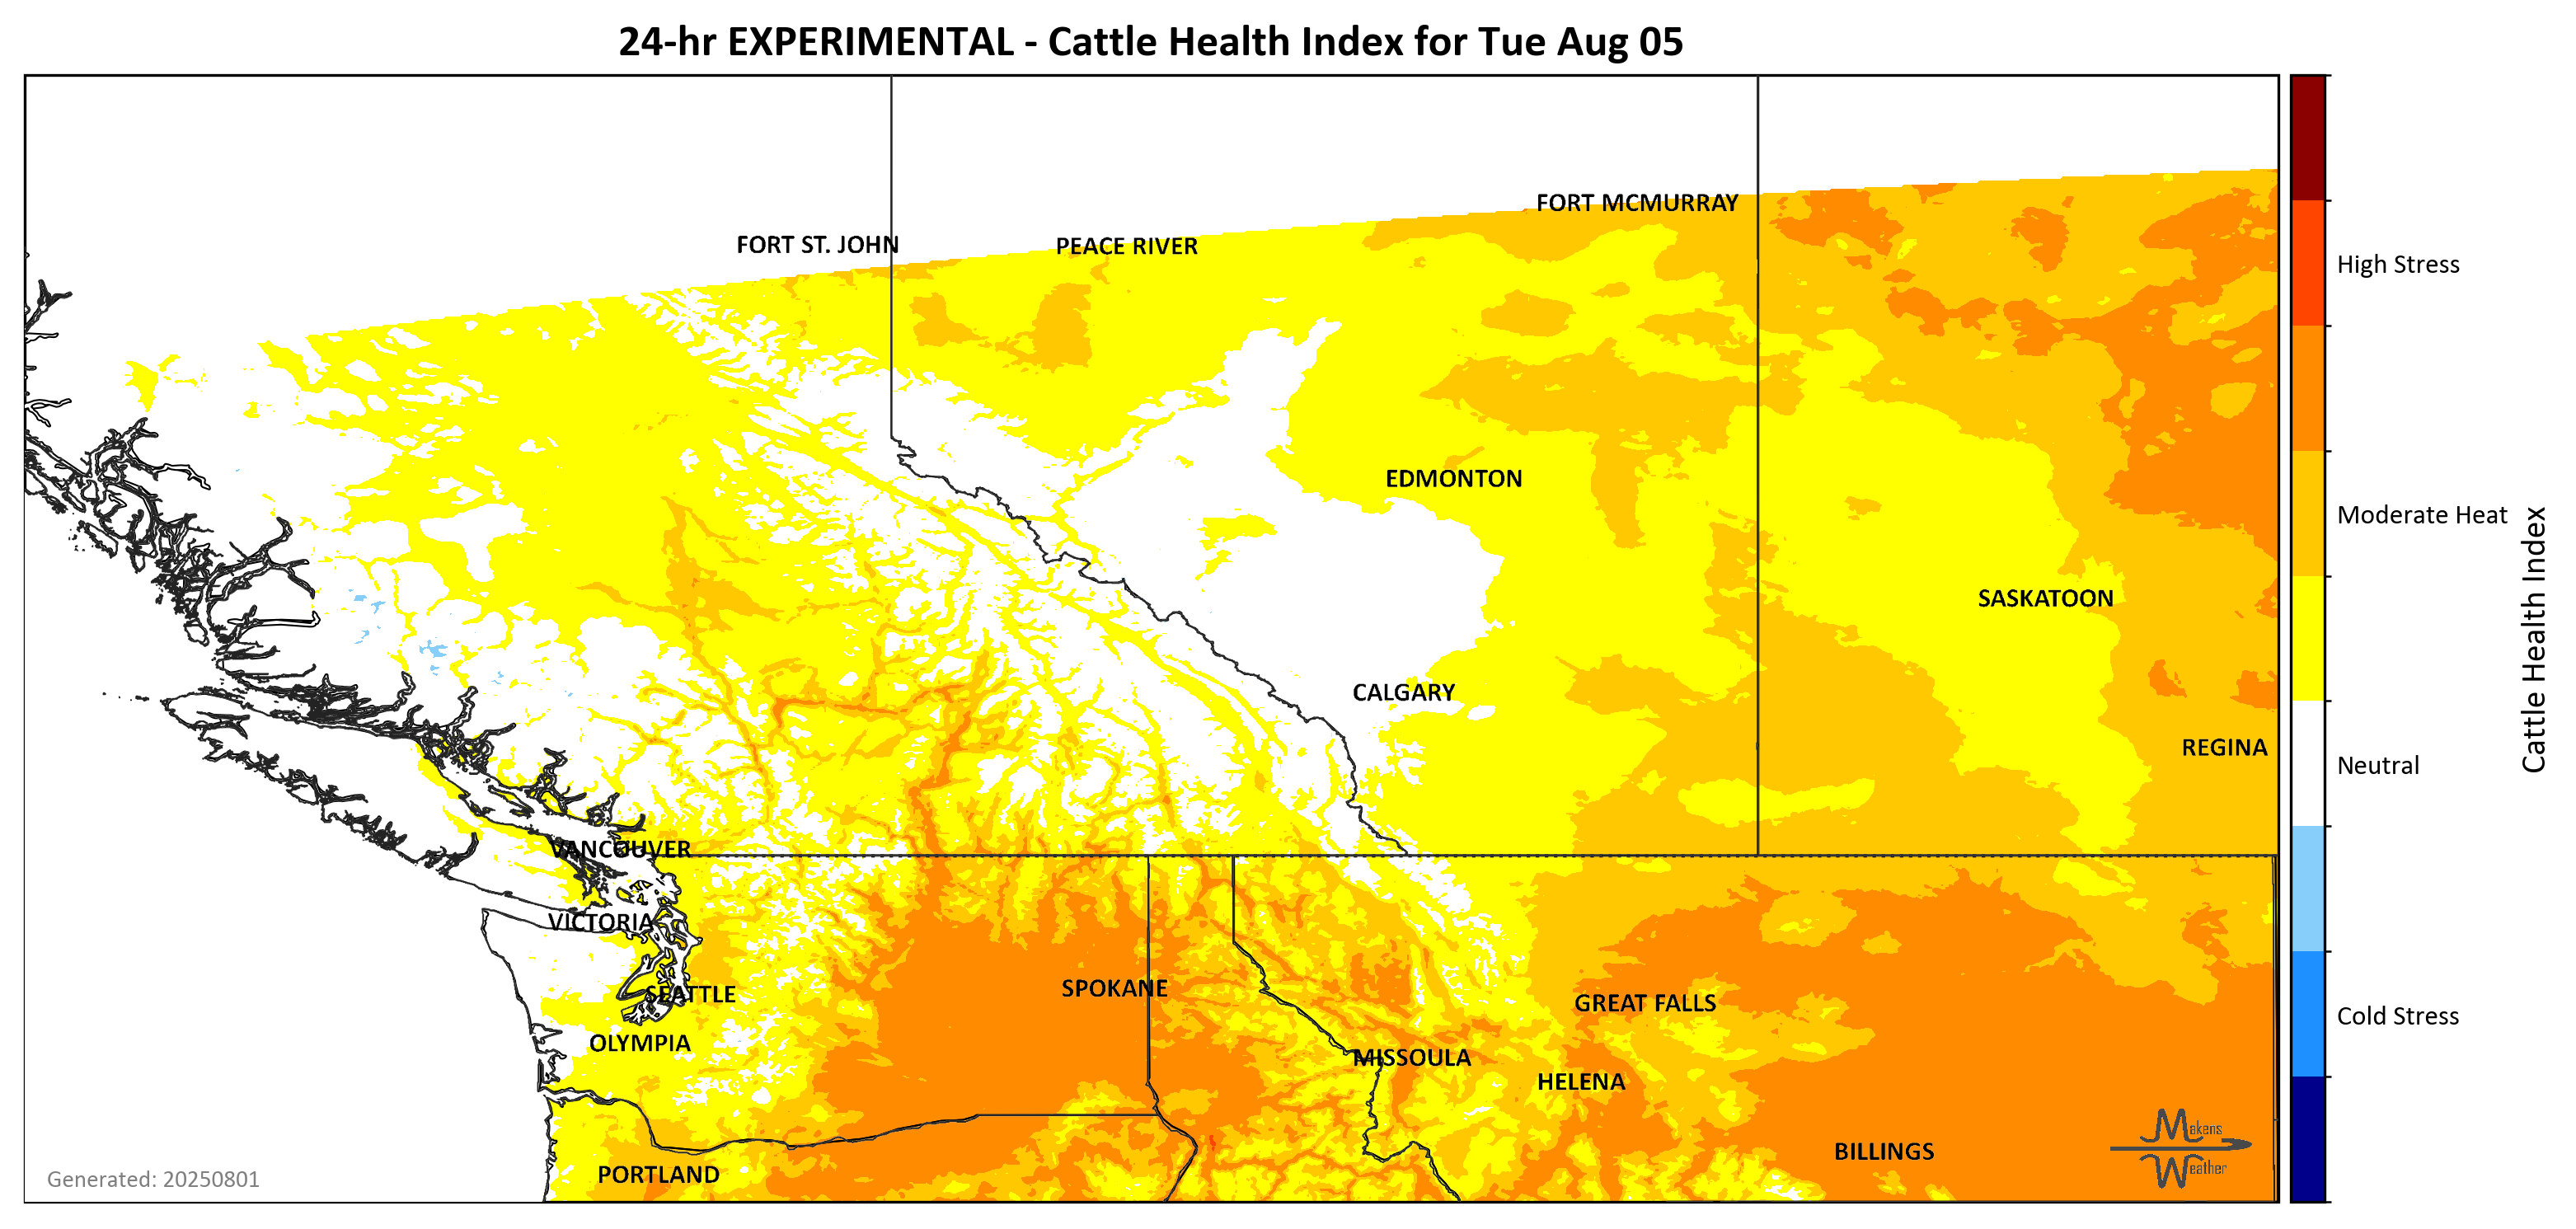 24-hr EXPERIMENTAL - Cattle Health Index for Tue Aug 05
FORT MCMURRAY
FORT ST. JOHN
PEACE RIVER
High Stress
EDMONTON
Moderate Heat
SASKATOON
Cattle Health Index
CALGARY
REGINA
Neutral
VANCOUVER
VICTORIA
SEATTLE
SPOKANE
GREAT FALLS
Cold Stress
OLYMPIA
MISSOULA
HELENA
Makens
Weather
BILLINGS
PORTLAND
Generated: 20250801